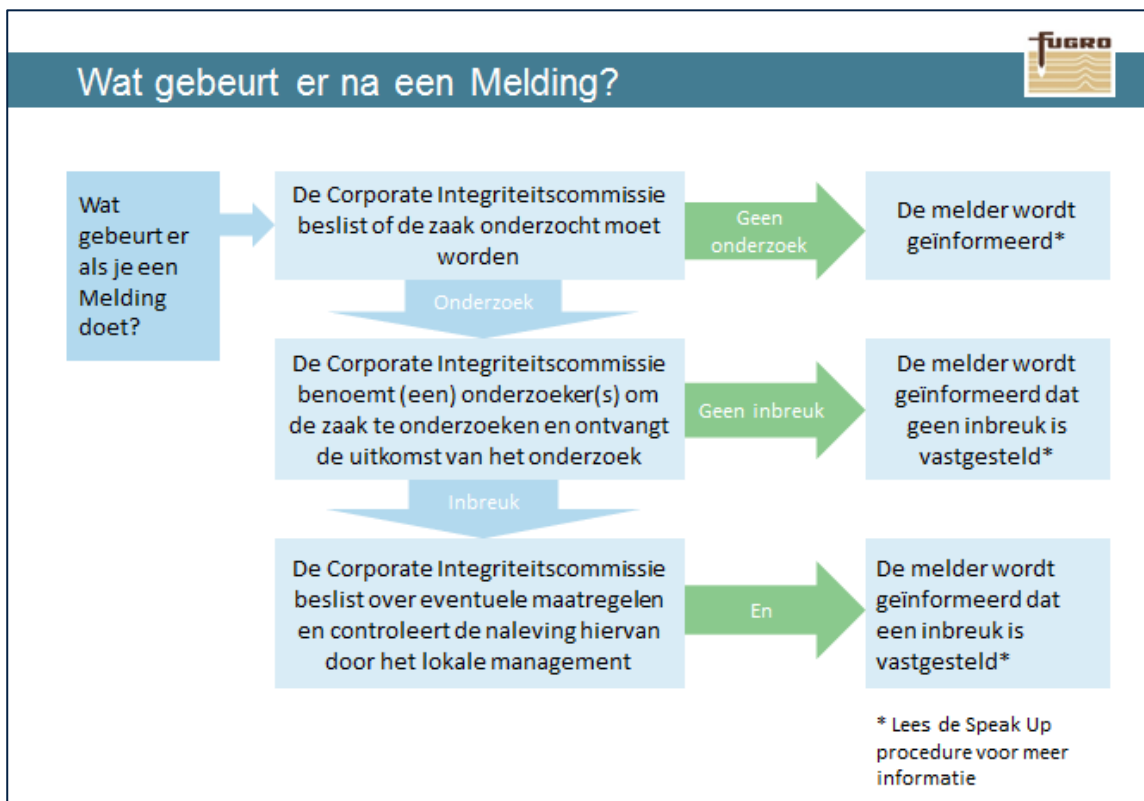 FUGRO
Wat gebeurt er na een Melding?
Wat
gebeurt er
als je een
Melding
doet?
De Corporate Integriteitscommissie
beslist of de zaak onderzocht moet
worden
Geen
onderzoek
De melder wordt
geïnformeerd*
Onderzoek
De Corporate Integriteitscommissie
benoemt (een) onderzoeker(s) om
de zaak te onderzoeken en ontvangt
de uitkomst van het onderzoek
Geen inbreuk
De melder wordt
geïnformeerd dat
geen inbreuk is
vastgesteld*
Inbreuk
De Corporate Integriteitscommissie
beslist over eventuele maatregelen
en controleert de naleving hiervan
door het lokale management
En
De melder wordt
geïnformeerd dat
een inbreuk is
vastgesteld*
* Lees de Speak Up
procedure voor meer
informatie